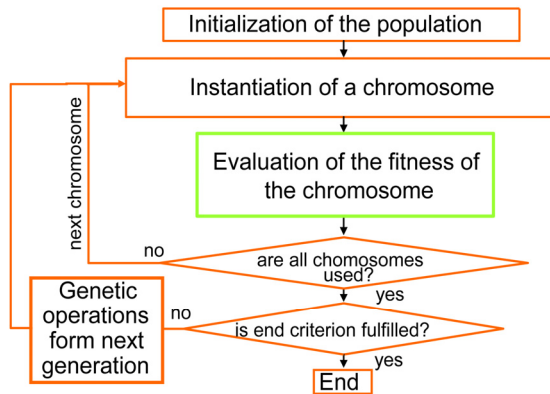 Initialization of the population
Instantiation of a chromosome
next chromosome
Evaluation of the fitness of
the chromosome
no
are all chomosomes
used?
yes
Genetic
operations
form next
generation
no
is end criterion fulfilled?
yes
End